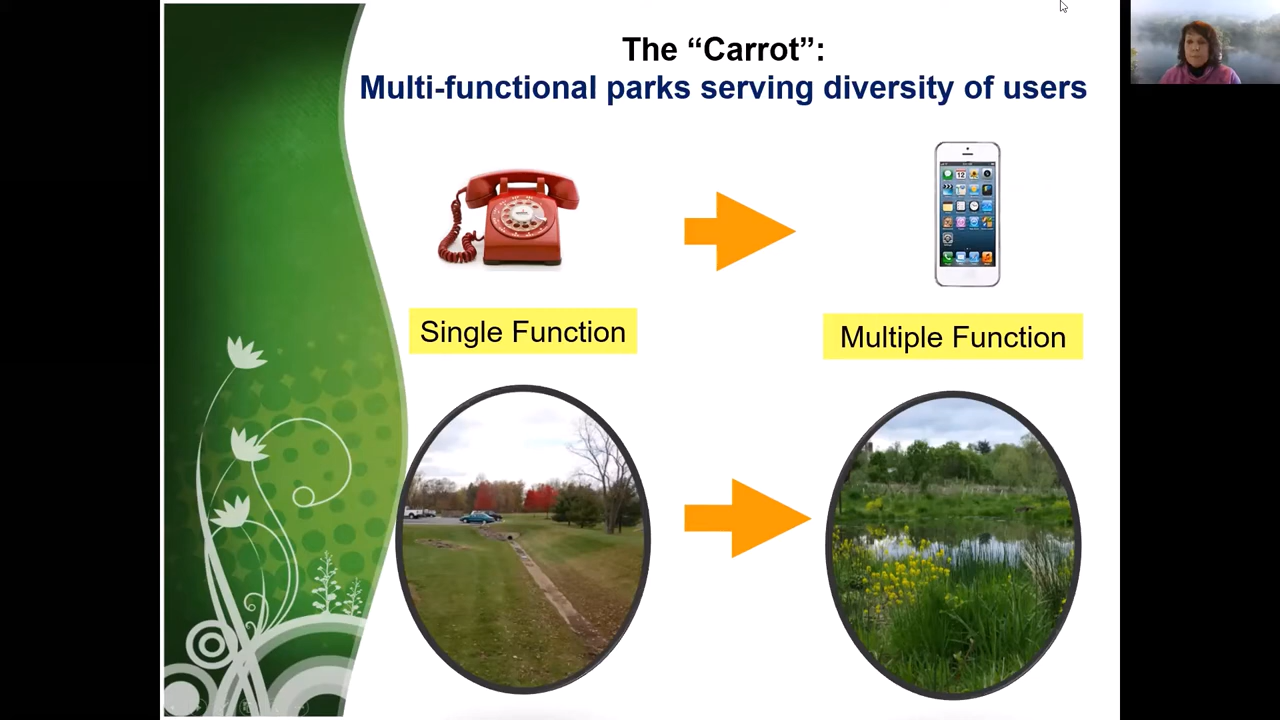 The “Carrot”:
Multi-functional parks serving diversity of users
Single Function
Multiple Function